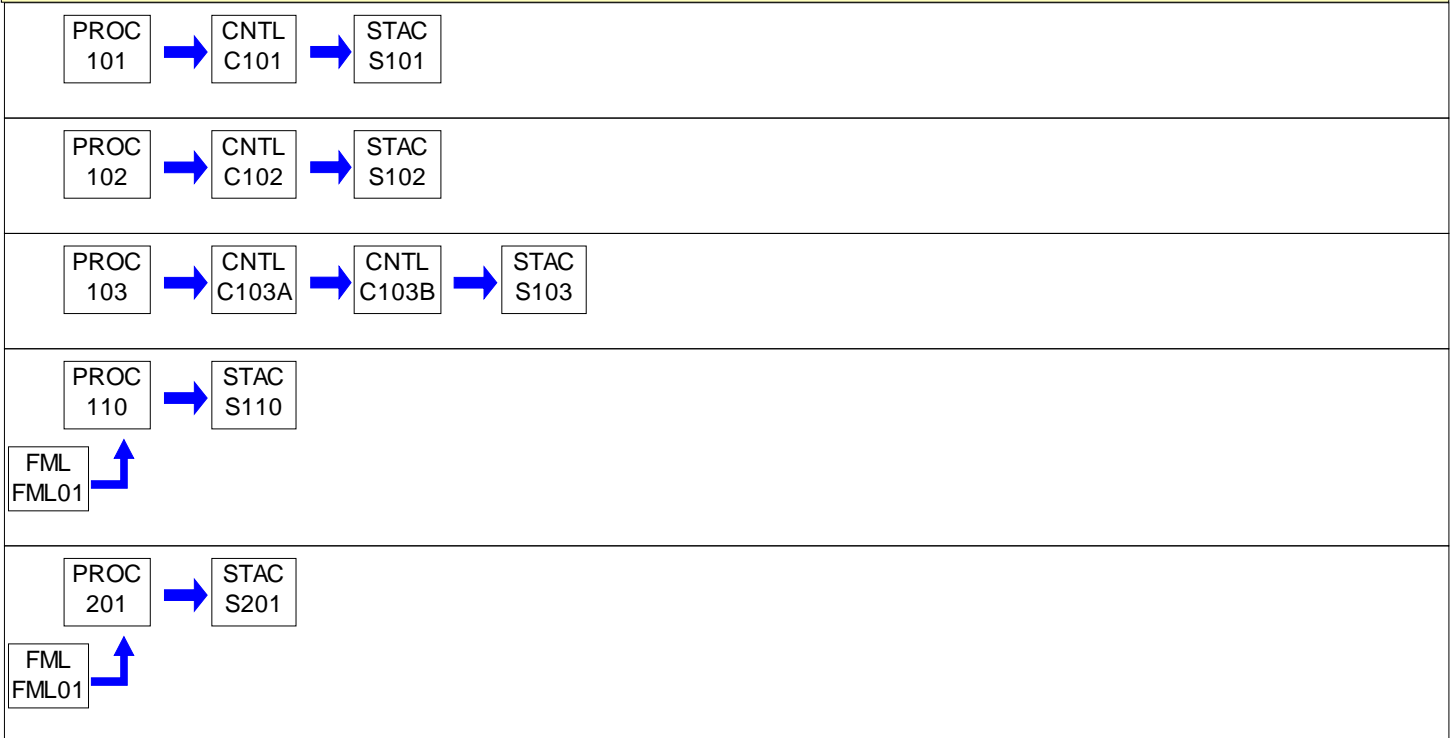 PROC
101
CNTL
C101
STAC
S101
PROC
102
CNTL
C102
STAC
S102
PROC
103
CNTL
C103A
CNTL
C103B
STAC
S103
PROC
110
STAC
S110
FML
FML01
PROC
201
STAC
S201
FML
FML01